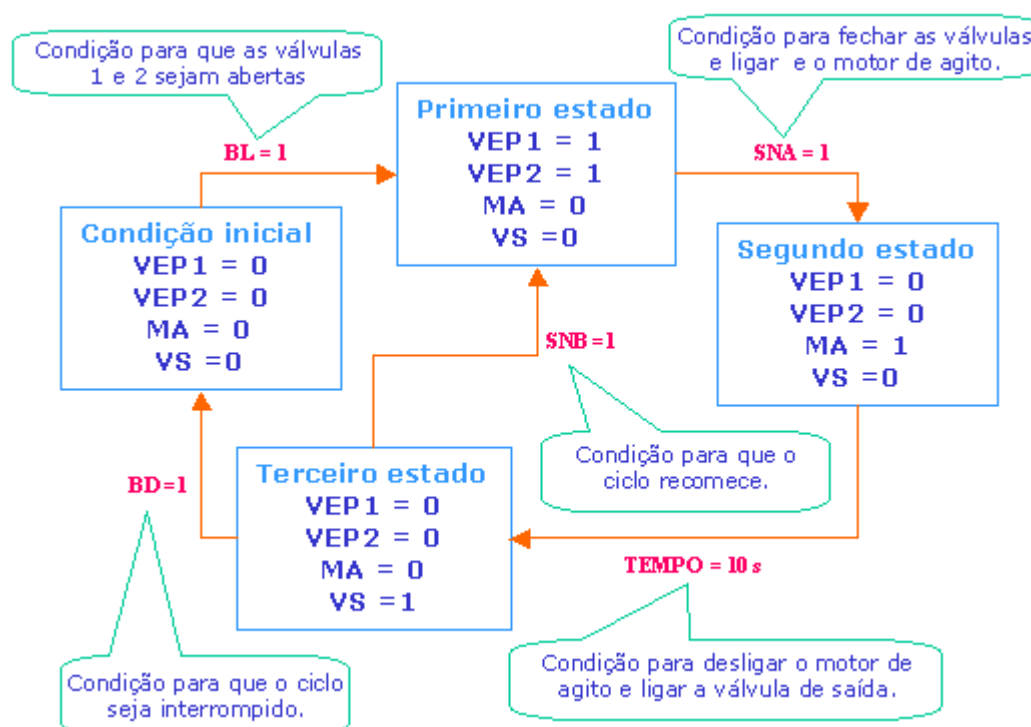 Condição para que as válvulas
1 e 2 sejam abertas
Condição para fechar as válvulas
e ligar e o motor de agito.
BL = 1
Primeiro estado
VEP1 = 1
VEP2 = 1
MA = 0
VS =0
SNA = 1
Condição inicial
VEP1 = 0
VEP2 = 0
MA = 0
VS =0
Segundo estado
VEP1 = 0
VEP2 = 0
MA = 1
VS =0
SNB =1
Condição para que o
ciclo recomece.
BD =1
Terceiro estado
VEP1 = 0
VEP2 = 0
MA = 0
VS =1
TEMPO = 10 s
Condição para que o ciclo
seja interrompido.
Condição para desligar o motor de
agito e ligar a válvula de saída.